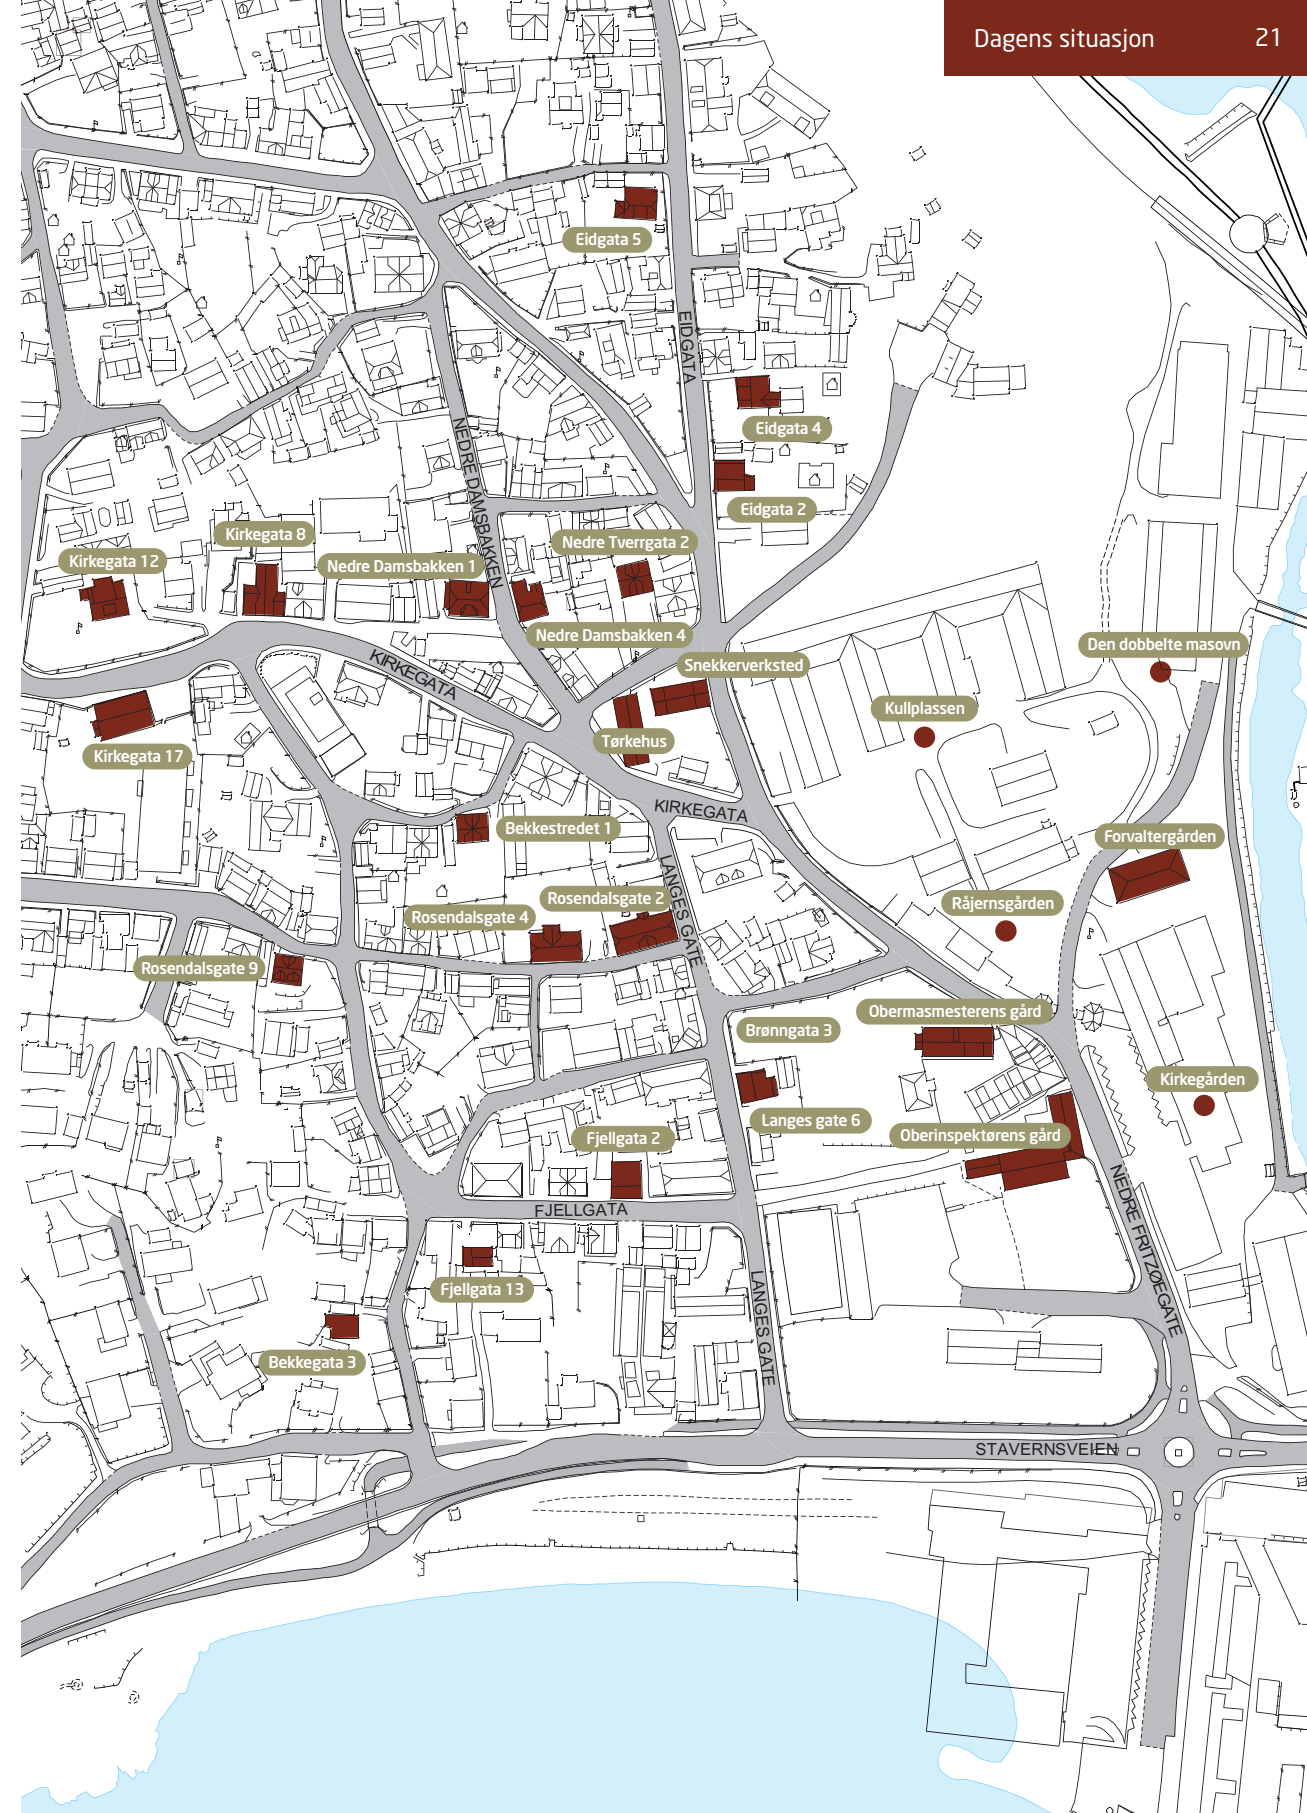 Dagens situasjon 21
Eidgata 5
EIDGATA
Eidgata 4
NEDRE DAMSBAKKEN
Eidgata 2
Kirkegata 8
Nedre Tverrgata 2
Kirkegata 12
Nedre Damsbakken 1
Nedre Damsbakken 4
Den dobbelte masovn
Snekkerverksted
KIRKEGATA
Kullplassen
Tørkehus
Kirkegata 17
KIRKEGATA
Bekkestredet 1
Forvaltergården
LANGES GATE
Rosendalsgate 2
Råjernsgården
Rosendalsgate 4
Rosendalsgate 9
Obermasmesterens gård
Brønngata 3
Kirkegården
Langes gate 6
Oberinspektørens gård
Fjellgata 2
NEDRE FRITZØEGATE
FJELLGATA
Fjellgata 13
LANGES GATE
Bekkegata 3
STAVERNSVEIEN